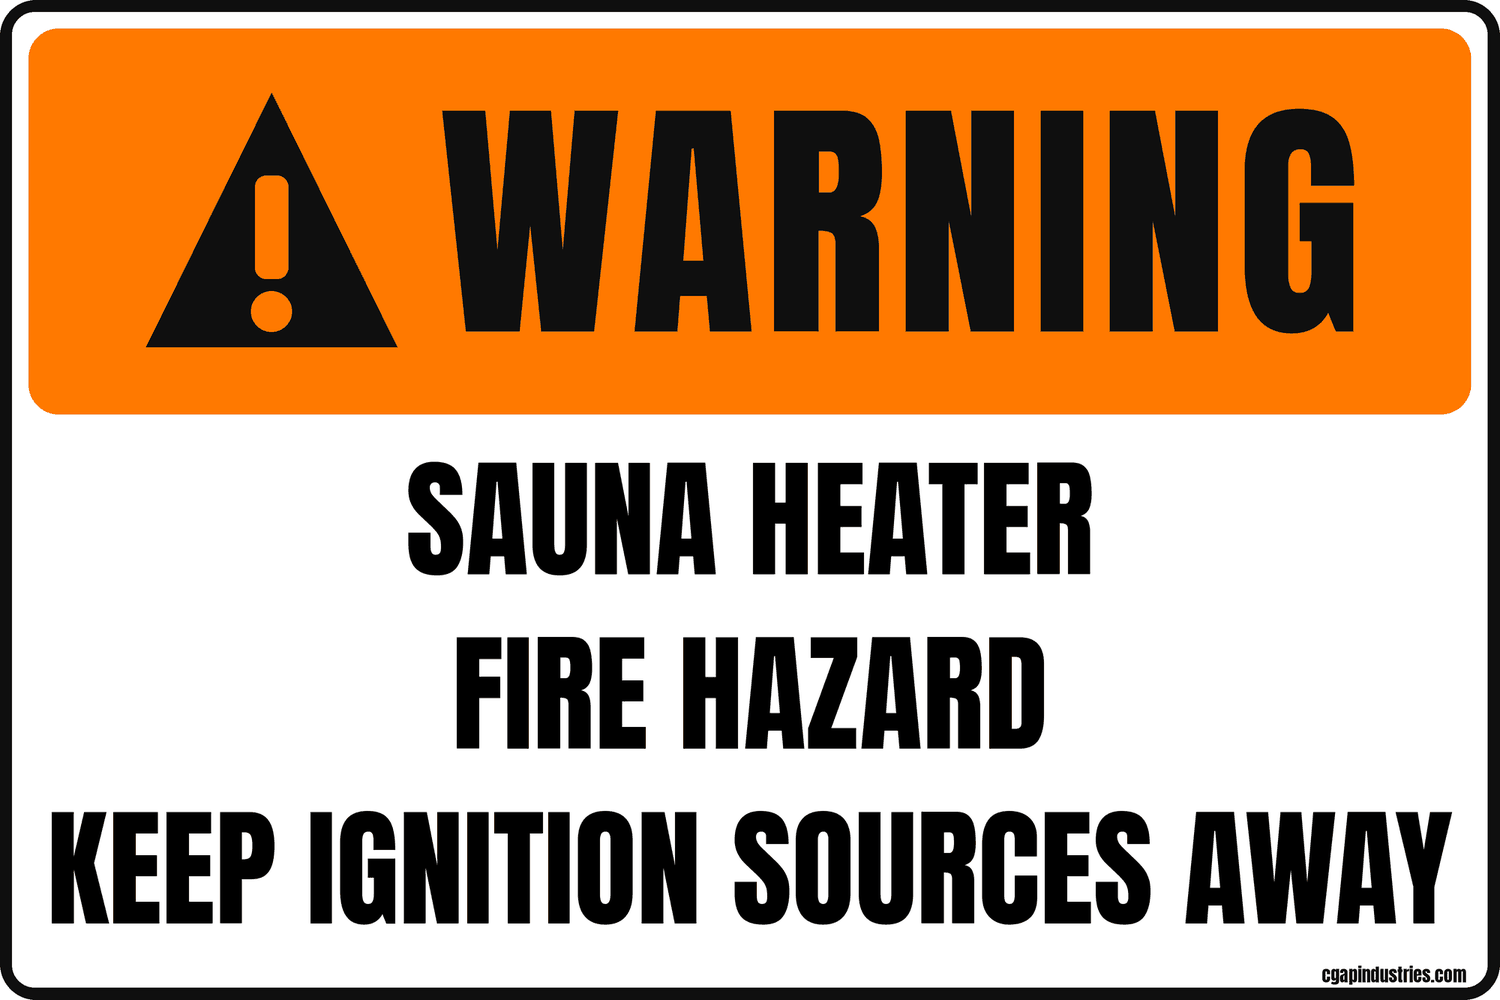 WARNING
SAUNA HEATER
FIRE HAZARD
KEEP IGNITION SOURCES AWAY
cgapindustries.com